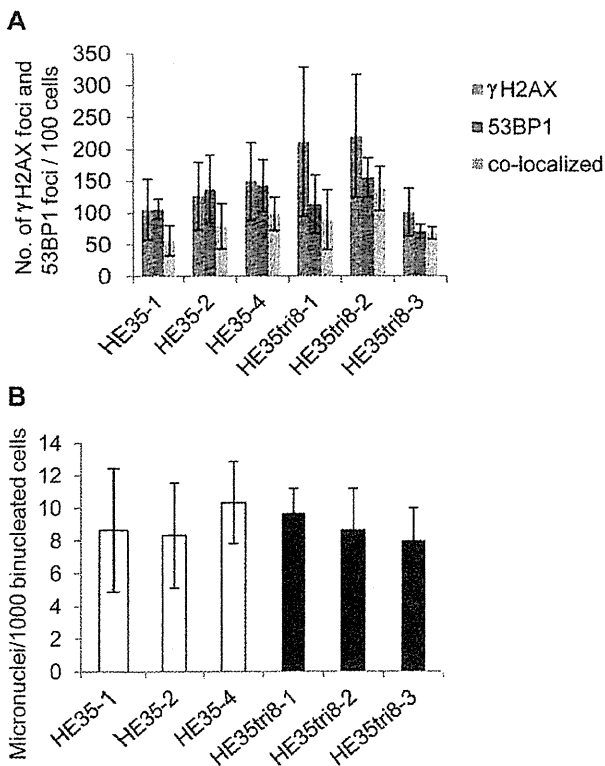 A
No. of γH2AX foci and
53BP1 foci / 100 cells
350
300
250
200
150
100
50
0
HE35-1
HE35-2
HE35-4
HE35tri8-1
HE35tri8-2
HE35tri8-3
γH2AX
53BP1
co-localized
B
Micronuclei/1000 binucleated cells
14
12
10
8
6
4
2
0
HE35-1
HE35-2
HE35-4
HE35tri8-1
HE35tri8-2
HE35tri8-3